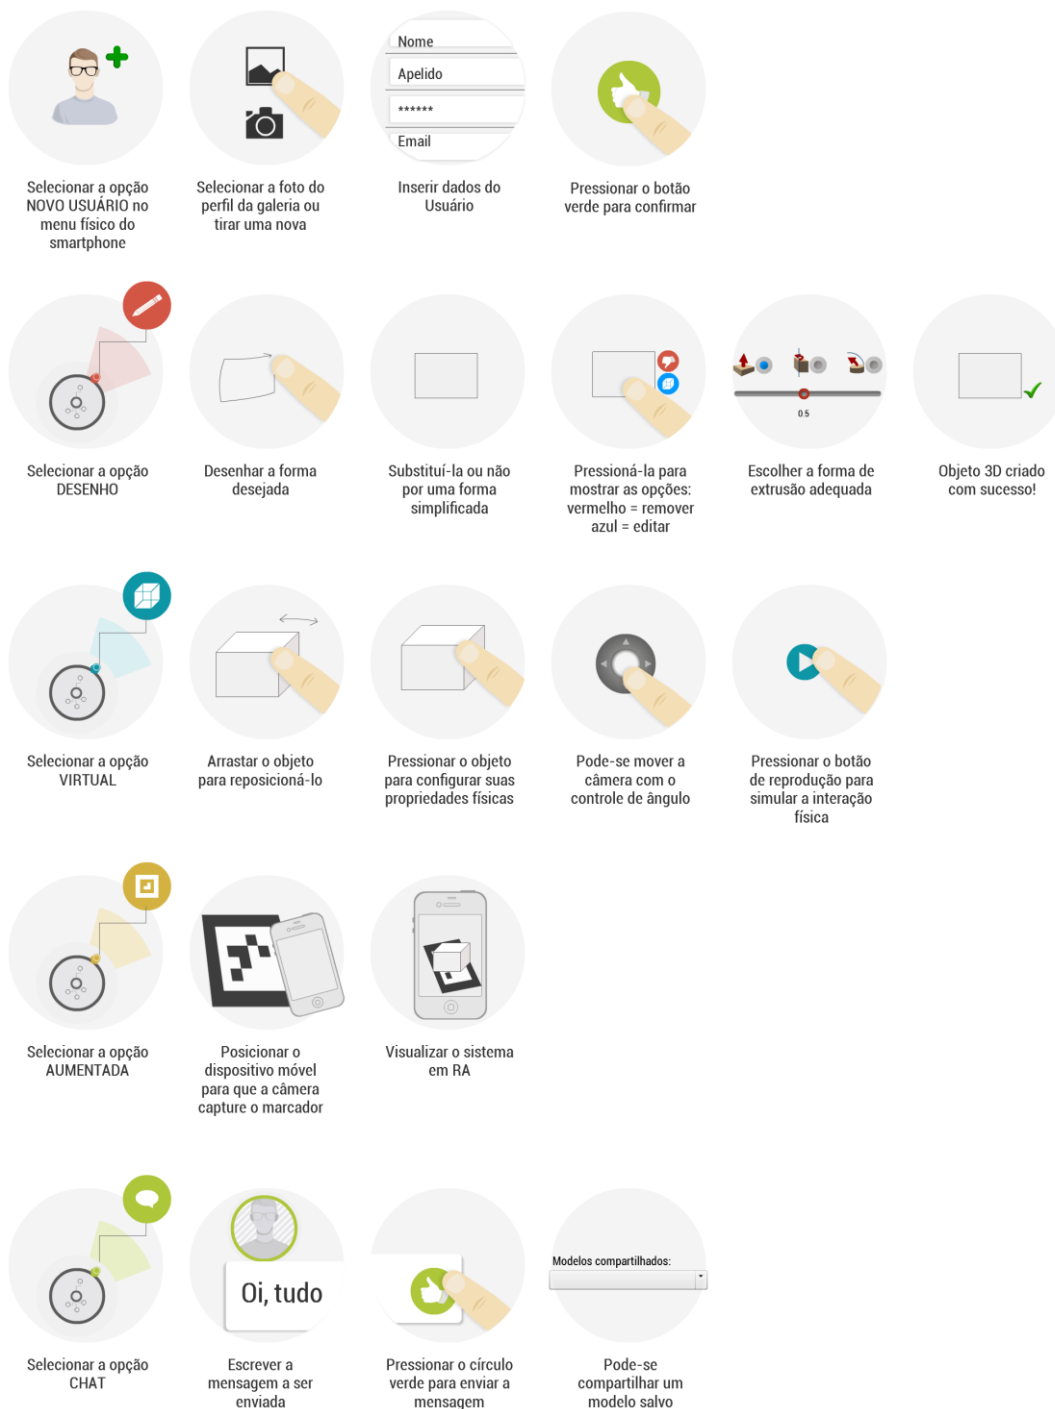 Nome
Apelido
******
Email
Selecionar a opção
NOVO USUÁRIO no
menu físico do
smartphone
Selecionar a foto do
perfil da galeria ou
tirar uma nova
Inserir dados do
Usuário
Pressionar o botão
verde para confirmar
0.5
Selecionar a opção
DESENHO
Desenhar a forma
desejada
Substituí-la ou não
por uma forma
simplificada
Pressioná-la para
mostrar as opções:
vermelho = remover
azul = editar
Escolher a forma de
extrusão adequada
Objeto 3D criado
com sucesso!
Selecionar a opção
VIRTUAL
Arrastar o objeto
para reposicioná-lo
Pressionar o objeto
para configurar suas
propriedades físicas
Pode-se mover a
câmera com o
controle de ângulo
Pressionar o botão
de reprodução para
simular a interação
física
Selecionar a opção
AUMENTADA
Posicionar o
dispositivo móvel
para que a câmera
capture o marcador
Visualizar o sistema
em RA
Oi, tudo
Modelos compartilhados:
Selecionar a opção
CHAT
Escrever a
mensagem a ser
enviada
Pressionar o círculo
verde para enviar a
mensagem
Pode-se
compartilhar um
modelo salvo